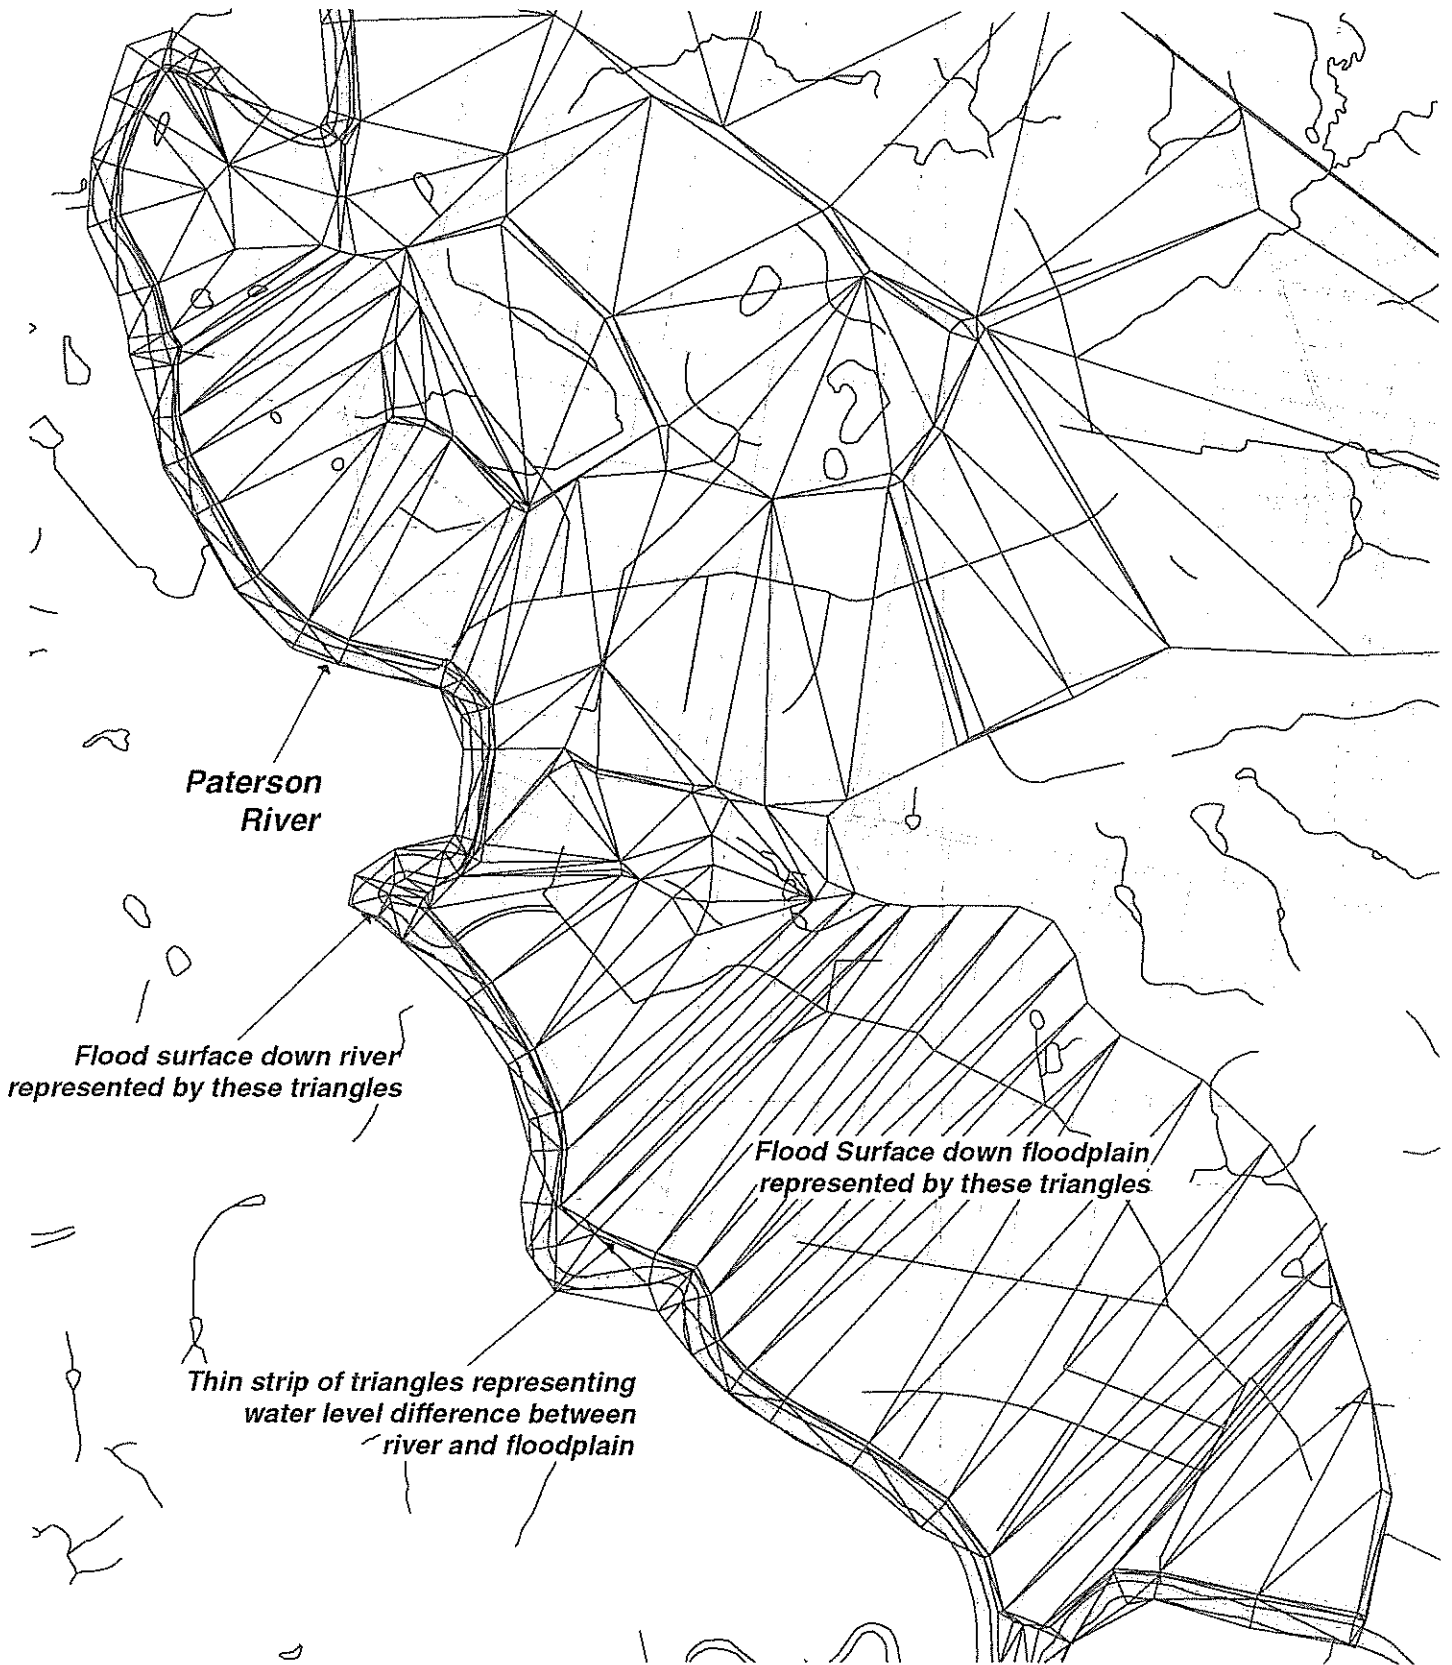 Paterson
River
Flood surface down river
represented by these triangles
Flood Surface down floodplain
represented by these triangles
Thin strip of triangles representing
water level difference between
river and floodplain